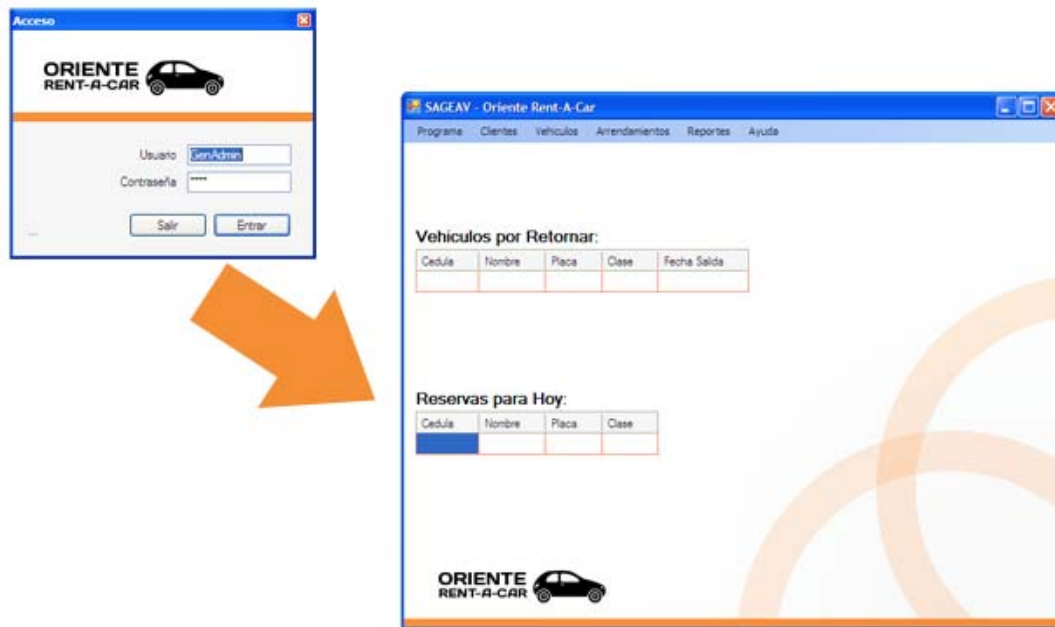 Acceso
ORIENTE
RENT-A-CAR
Usuario GenAdmin
Contraseña ****
Salir Entrar
...
SAGEAV - Oriente Rent-A-Car
Programa Clientes Vehiculos Arrendamientos Reportes Ayuda
Vehiculos por Retornar:
Cedula Nombre Placa Clase Fecha Salida
Reservas para Hoy:
Cedula Nombre Placa Clase
ORIENTE
RENT-A-CAR